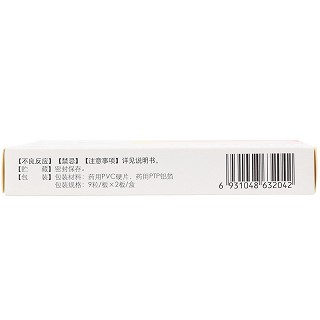 【不良反应】【禁忌】【注意事项】详见说明书。
【贮　　藏】密封保存。
【包　　装】包装材料：药用PVC硬片，药用PTP铝箔
包装规格：9粒/板×2板/盒
6 931048 632042